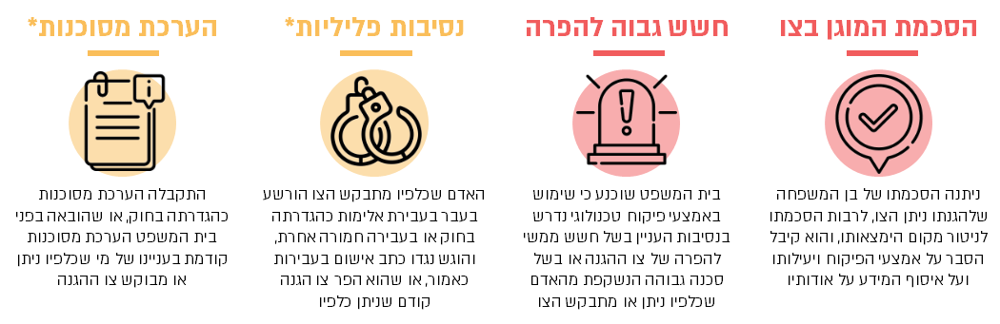 הסכמת המוגן בצו
ניתנה הסכמתו של בן המשפחה
שלהגנתו ניתן הצו, לרבות הסכמתו
לניטור מקום הימצאותו, והוא קיבל
הסבר על אמצעי הפיקוח ויעילותו
ועל איסוף המידע על אודותיו
חשש גבוה להפרה
בית המשפט שוכנע כי שימוש
באמצעי פיקוח טכנולוגי נדרש
בנסיבות העניין בשל חשש ממשי
להפרה של צו ההגנה או בשל
סכנה גבוהה הנשקפת מהאדם
שכלפיו ניתן או מתבקש הצו
נסיבות פליליות*
האדם שכלפיו מתבקש הצו הורשע
בעבר בעבירת אלימות כהגדרתה
בחוק או בעבירה חמורה אחרת,
והוגש נגדו כתב אישום בעבירות
כאמור, או שהוא הפר צו הגנה
קודם שניתן כלפיו
הערכת מסוכנות*
התקבלה הערכת מסוכנות
כהגדרתה בחוק, או שהובאה בפני
בית המשפט הערכת מסוכנות
קודמת בעניינו של מי שכלפיו ניתן
או מבוקש צו ההגנה